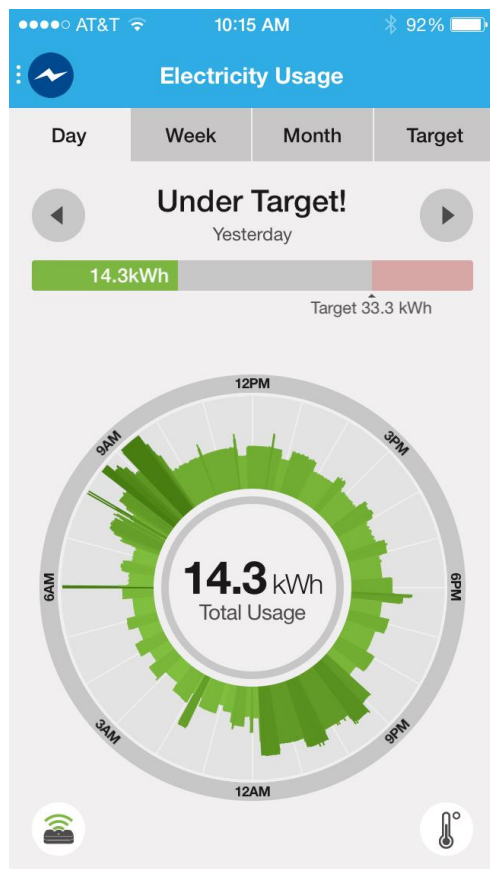 AT&T 10:15 AM 92%
Electricity Usage
Day Week Month Target
Under Target!
Yesterday
14.3kWh
Target 33.3 kWh
12PM
9AM
3PM
6AM
6PM
14.3 kWh
Total Usage
3AM
9PM
12AM